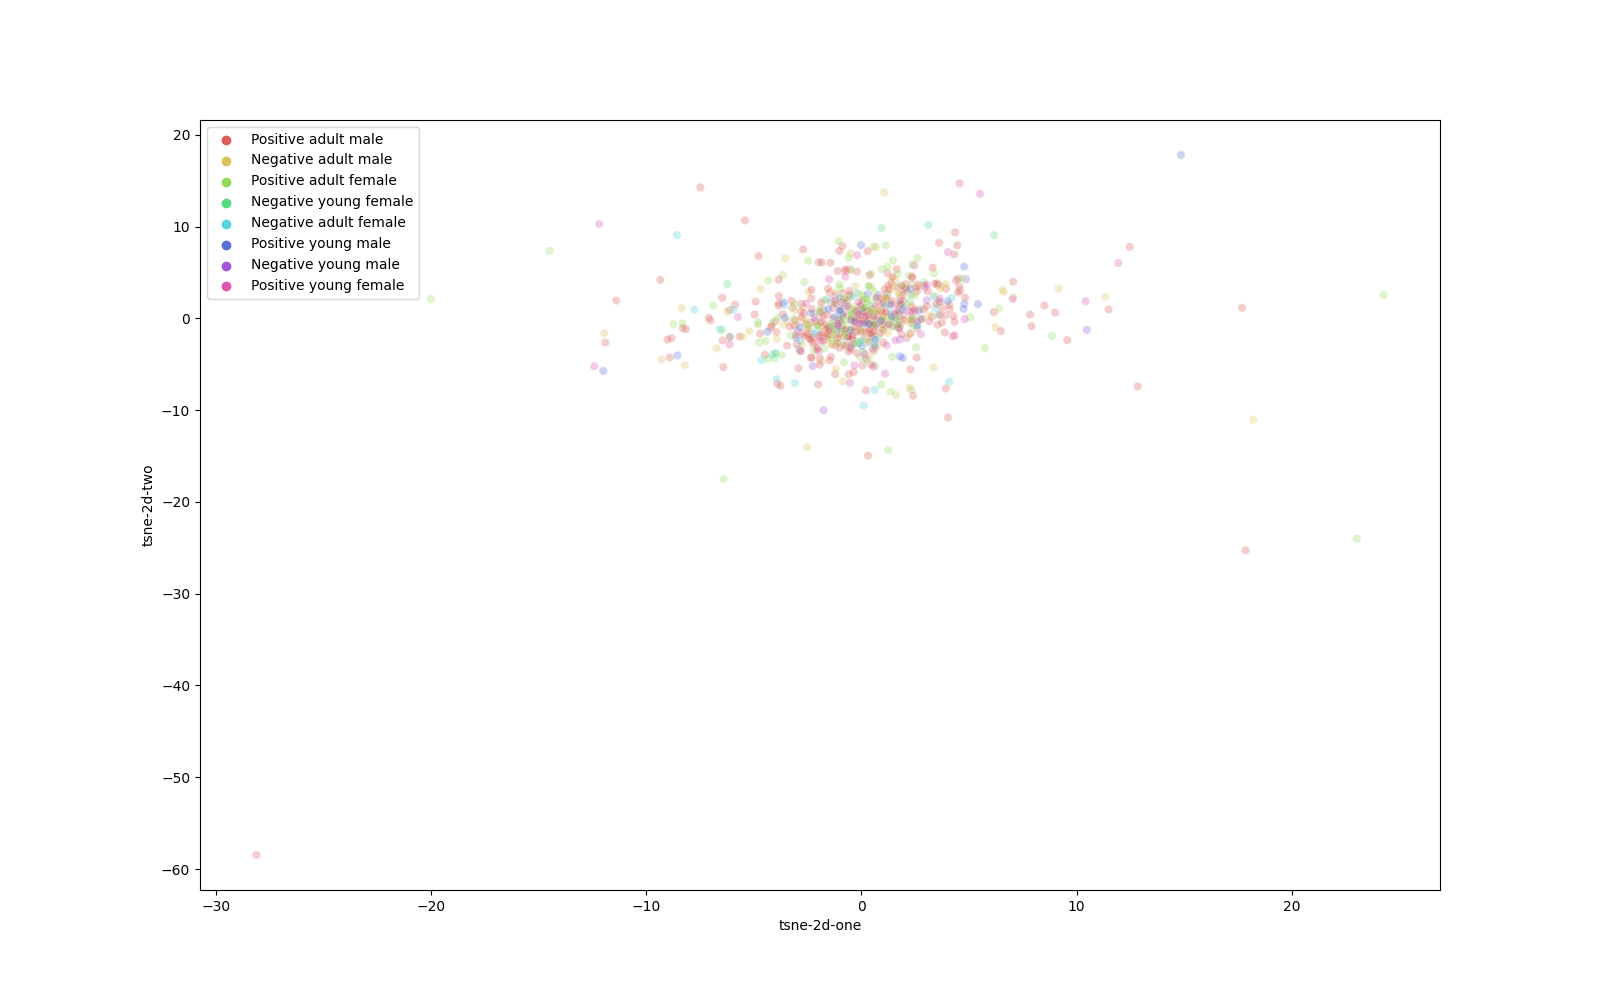 Positive adult male
Negative adult male
Positive adult female
Negative young female
Negative adult female
Positive young male
Negative young male
Positive young female
20
10
0
−10
−20
−30
−40
−50
−60
tsne-2d-two
−30 −20 −10 0 10 20
tsne-2d-one